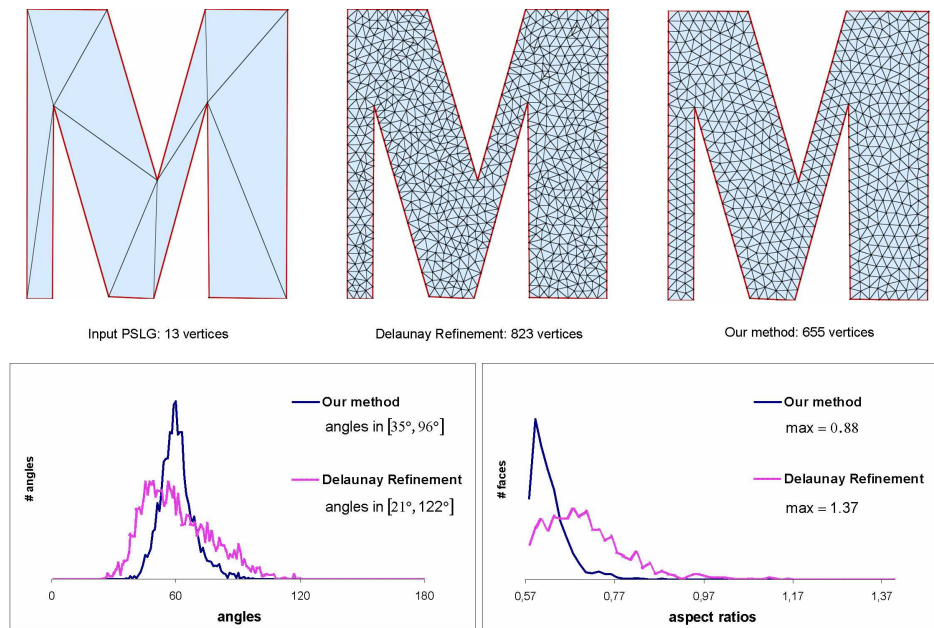 Input PSLG: 13 vertices
Delaunay Refinement: 823 vertices
Our method: 655 vertices
# angles
Our method
angles in [35°, 96°]
Delaunay Refinement
angles in [21°, 122°]
0 60 120 180
angles
# faces
Our method
max = 0.88
Delaunay Refinement
max = 1.37
0,57 0,77 0,97 1,17 1,37
aspect ratios